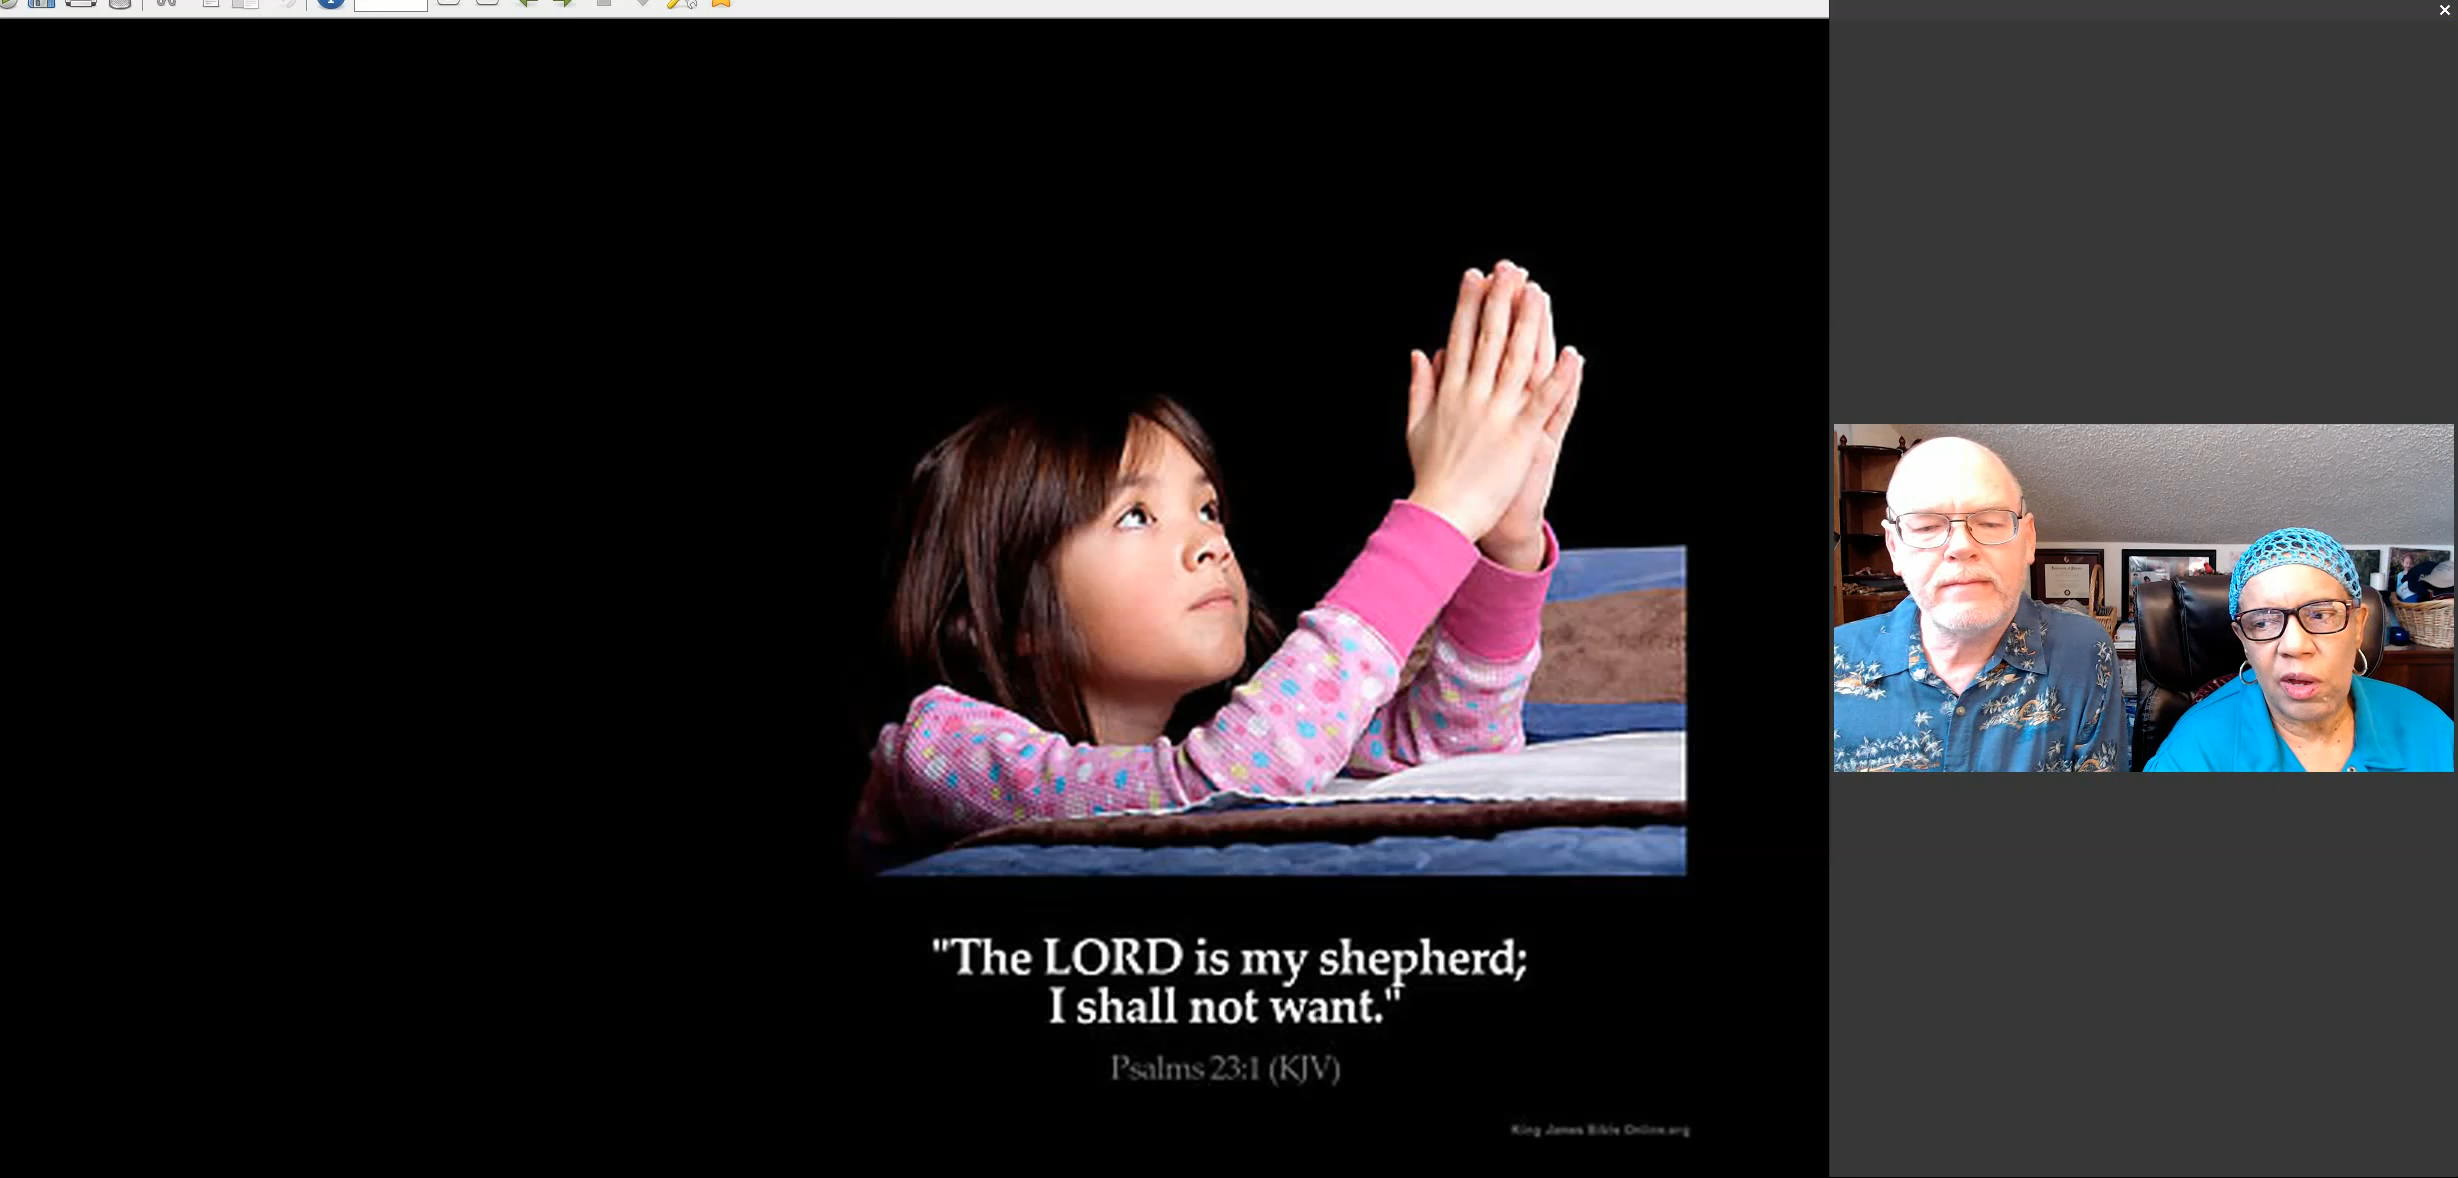 "The LORD is my shepherd;
I shall not want."
Psalms 23:1 (KJV)
King James Bible Online.org